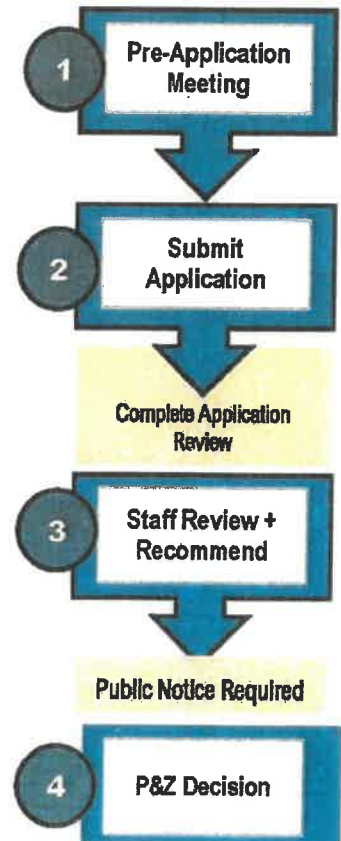 1
Pre-Application
Meeting
2
Submit
Application
Complete Application
Review
3
Staff Review +
Recommend
Public Notice Required
4
P&Z Decision